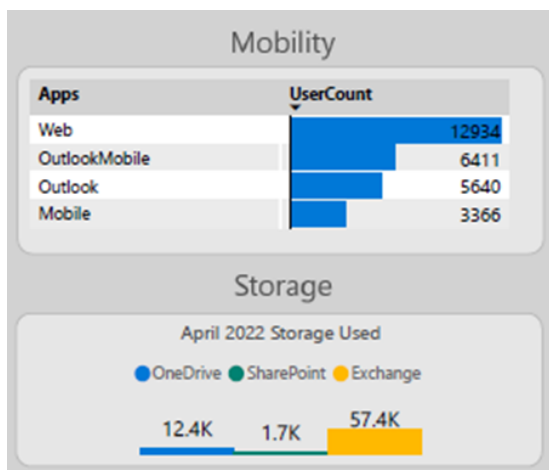 Mobility
Apps UserCount
Web 12934
OutlookMobile 6411
Outlook 5640
Mobile 3366
Storage
April 2022 Storage Used
OneDrive SharePoint Exchange
12.4K 1.7K 57.4K